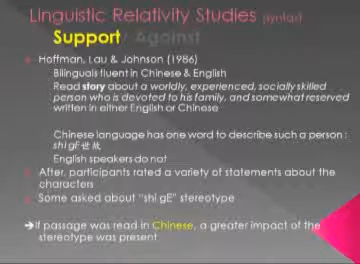 Linguistic Relativity Studies (syntax)
Support / Against
Hoffman, Lau & Johnson (1986)
Bilinguals fluent in Chinese & English
Read story about a worldly, experienced, socially skilled
person who is devoted to his family, and somewhat reserved
written in either English or Chinese
Chinese language has one word to describe such a person :
shì gE
English speakers do not
After, participants rated a variety of statements about the
characters
Some asked about "shì gE" stereotype
➔If passage was read in Chinese, a greater impact of the
stereotype was present